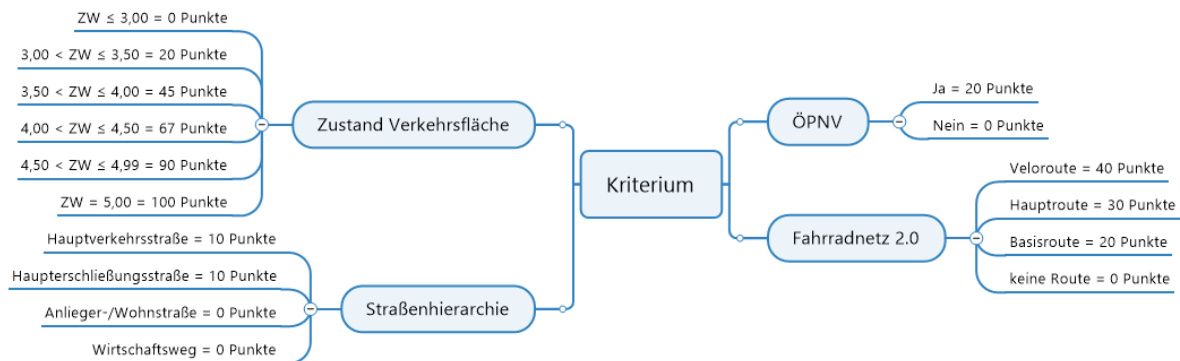 ZW ≤ 3,00 = 0 Punkte
3,00 < ZW ≤ 3,50 = 20 Punkte
3,50 < ZW ≤ 4,00 = 45 Punkte
4,00 < ZW ≤ 4,50 = 67 Punkte
4,50 < ZW ≤ 4,99 = 90 Punkte
ZW = 5,00 = 100 Punkte
Zustand Verkehrsfläche
Hauptverkehrsstraße = 10 Punkte
Haupterschließungsstraße = 10 Punkte
Anlieger-/Wohnstraße = 0 Punkte
Wirtschaftsweg = 0 Punkte
Straßenhierarchie
Kriterium
ÖPNV
Ja = 20 Punkte
Nein = 0 Punkte
Fahrradnetz 2.0
Veloroute = 40 Punkte
Hauptroute = 30 Punkte
Basisroute = 20 Punkte
keine Route = 0 Punkte